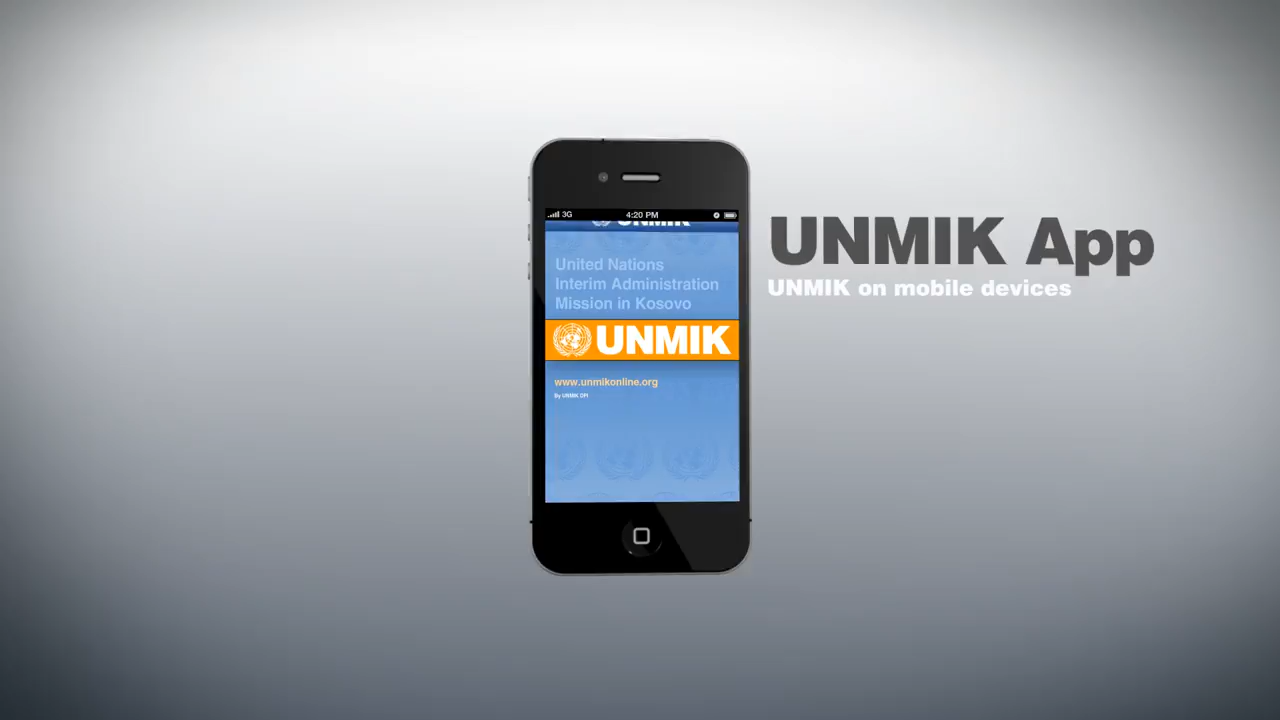 3G 4:20 PM
UNMIK
United Nations
Interim Administration
Mission in Kosovo
UNMIK
www.unmikonline.org
By UNMIK DPI
UNMIK App
UNMIK on mobile devices